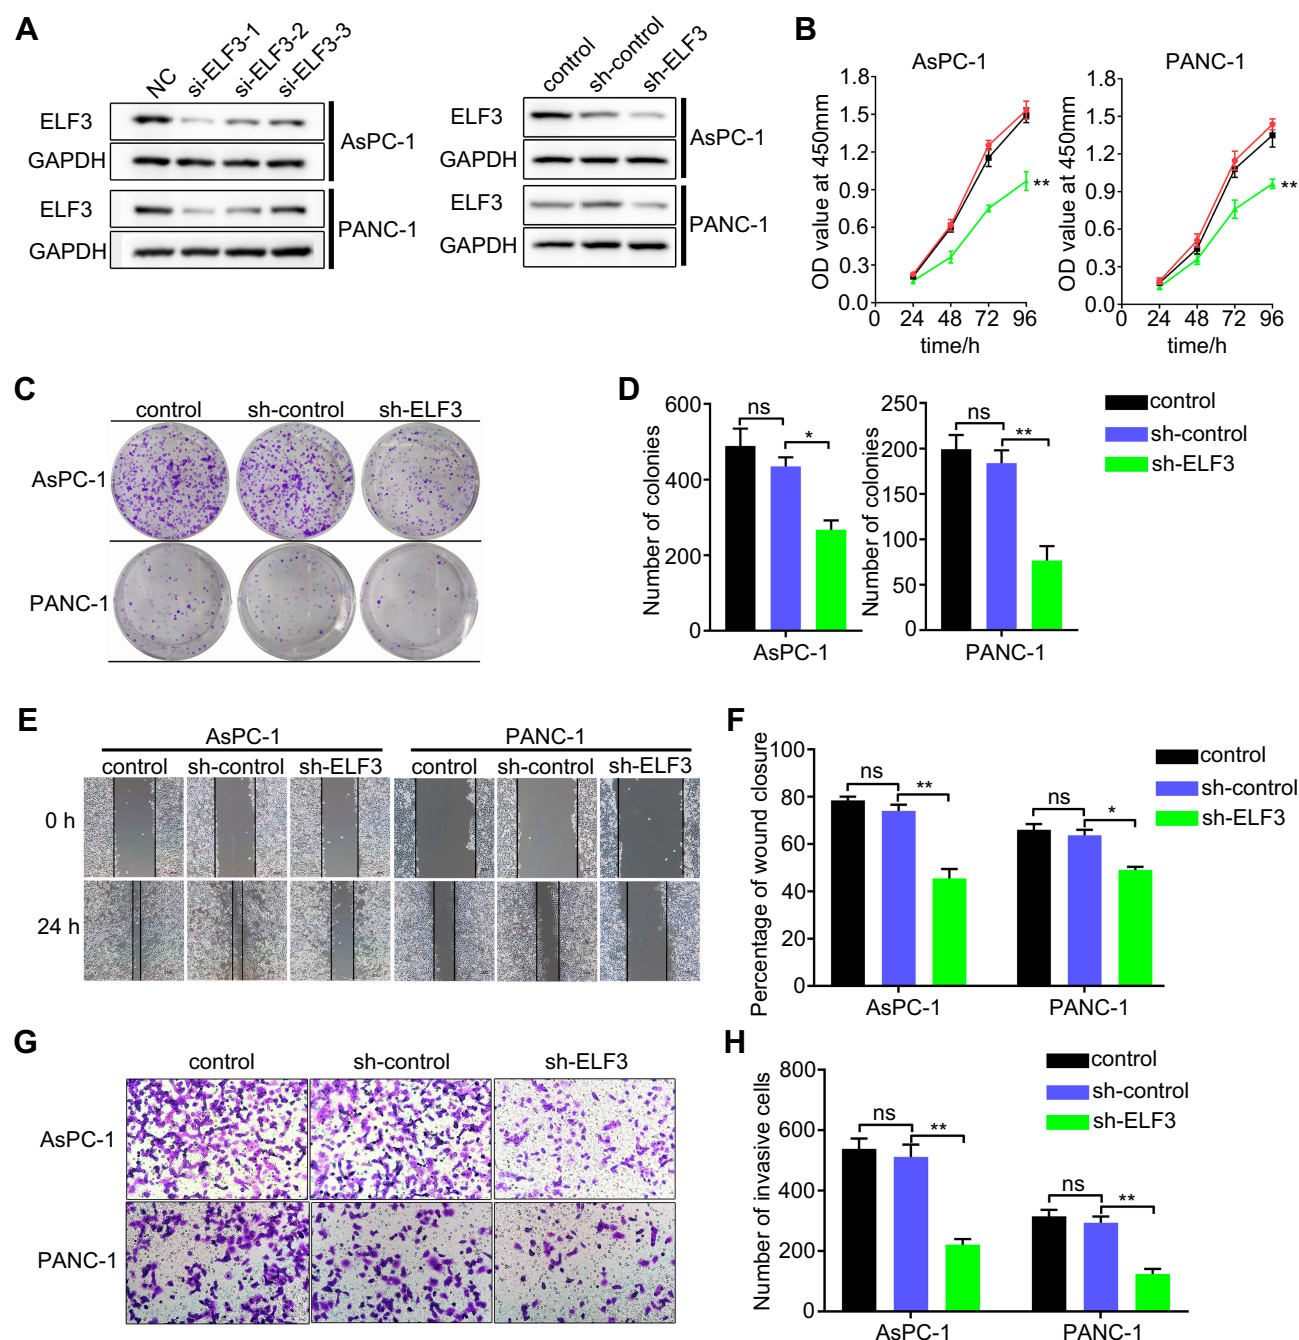 A
NC
si-ELF3-1
si-ELF3-2
si-ELF3-3
ELF3
GAPDH
AsPC-1
ELF3
GAPDH
PANC-1
control
sh-control
sh-ELF3
ELF3
GAPDH
AsPC-1
ELF3
GAPDH
PANC-1
B
AsPC-1
OD value at 450mm
1.8
1.5
1.2
0.9
0.6
0.3
0.0
**
0 24 48 72 96
time/h
PANC-1
OD value at 450mm
1.8
1.5
1.2
0.9
0.6
0.3
0.0
**
0 24 48 72 96
time/h
C
control sh-control sh-ELF3
AsPC-1
PANC-1
D
Number of colonies
600
400
200
0
ns
*
AsPC-1
Number of colonies
250
200
150
100
50
0
ns
**
PANC-1
control
sh-control
sh-ELF3
E
AsPC-1 PANC-1
control sh-control sh-ELF3 control sh-control sh-ELF3
0 h
24 h
F
Percentage of wound closure
100
80
60
40
20
0
ns
**
ns
*
AsPC-1 PANC-1
control
sh-control
sh-ELF3
G
control sh-control sh-ELF3
AsPC-1
PANC-1
H
Number of invasive cells
800
600
400
200
0
ns
**
ns
**
AsPC-1 PANC-1
control
sh-control
sh-ELF3